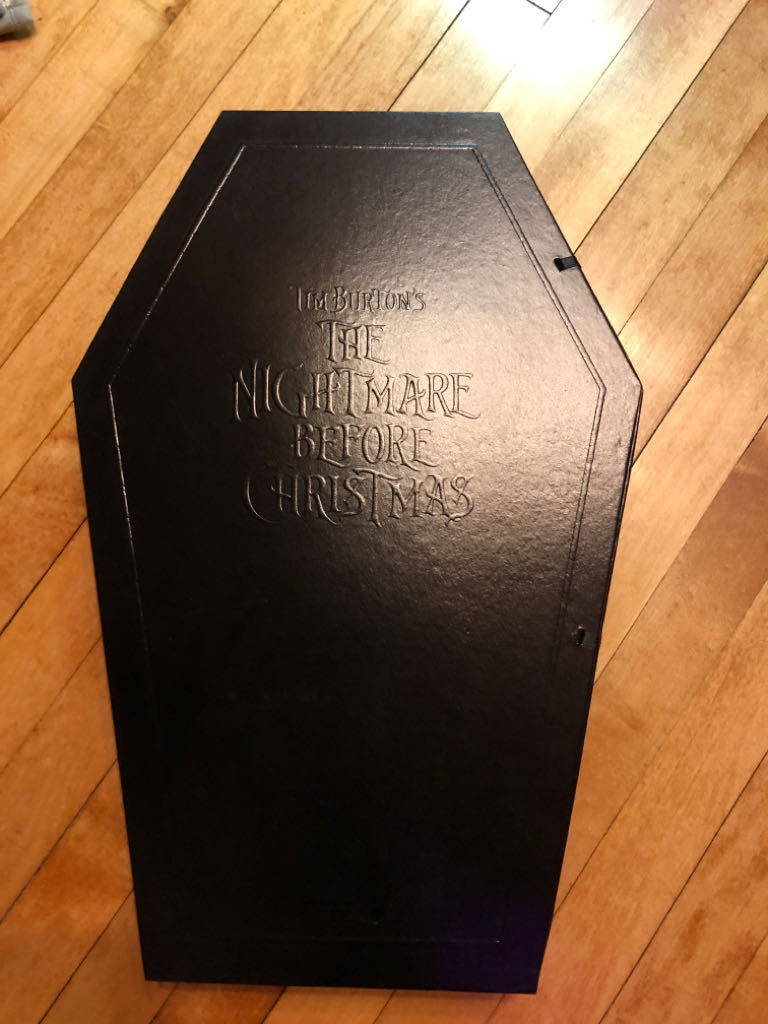 TIM BURTON'S
THE
NIGHTMARE
BEFORE
CHRISTMAS